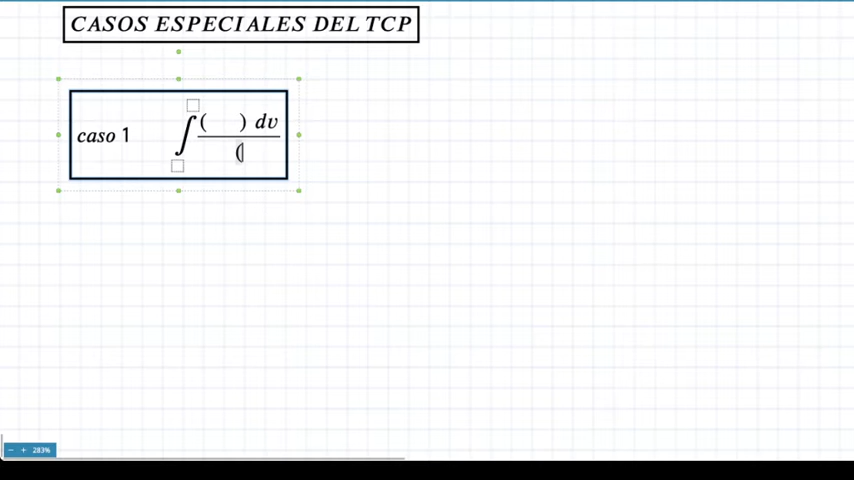 CASOS ESPECIALES DEL TCP
caso 1 ∫ ( ) dv
(
283%